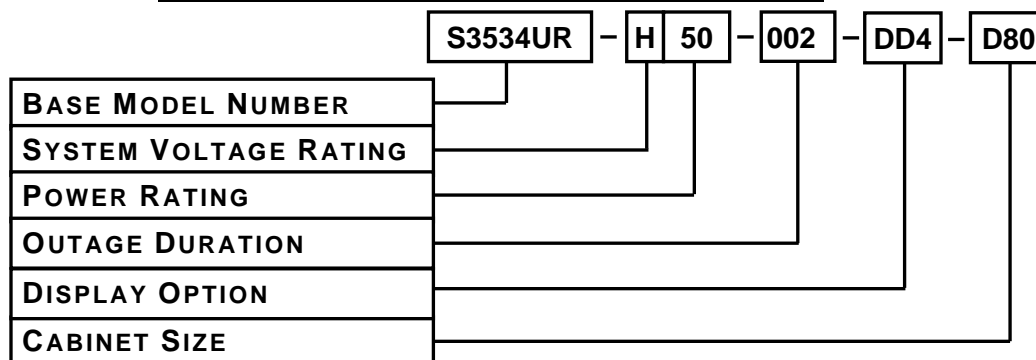 S3534UR – H 50 – 002 – DD4 – D80
BASE MODEL NUMBER
SYSTEM VOLTAGE RATING
POWER RATING
OUTAGE DURATION
DISPLAY OPTION
CABINET SIZE